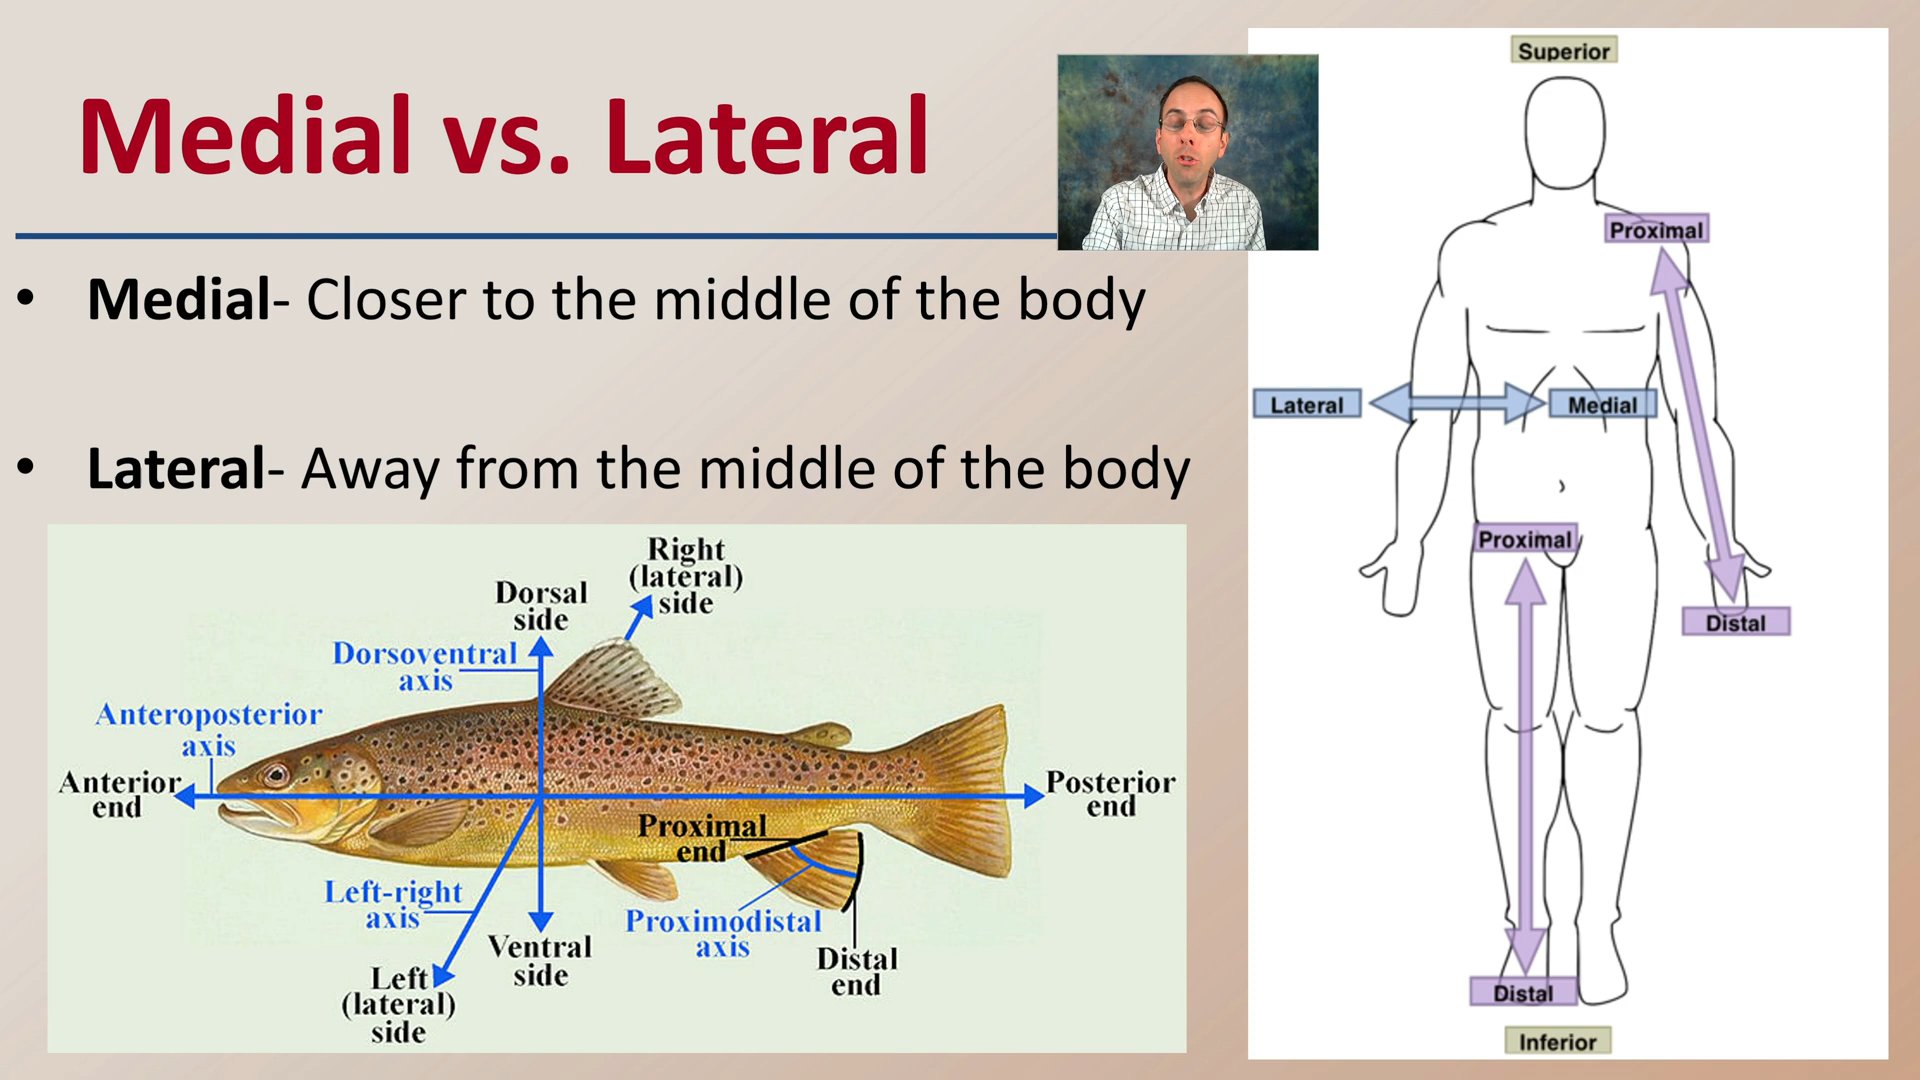 Medial vs. Lateral
• Medial- Closer to the middle of the body
• Lateral- Away from the middle of the body
Right
(lateral)
side
Dorsal
side
Dorsoventral
axis
Anteroposterior
axis
Anterior
end
Posterior
end
Proximal
end
Left-right
axis
Proximodistal
axis
Ventral
side
Distal
end
Left
(lateral)
side
Superior
Proximal
Lateral
Medial
Proximal
Distal
Distal
Inferior